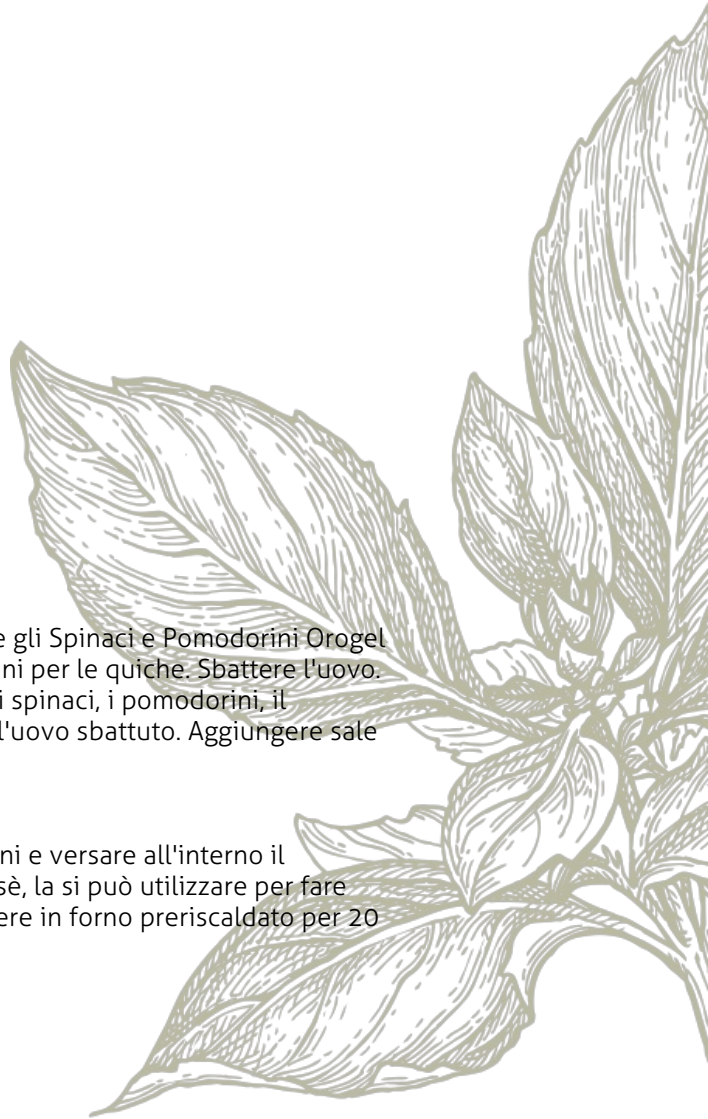 e gli Spinaci e Pomodorini Orogel
ni per le quiche. Sbattere l'uovo.
i spinaci, i pomodorini, il
l'uovo sbattuto. Aggiungere sale
ni e versare all'interno il
sè, la si può utilizzare per fare
ere in forno preriscaldato per 20